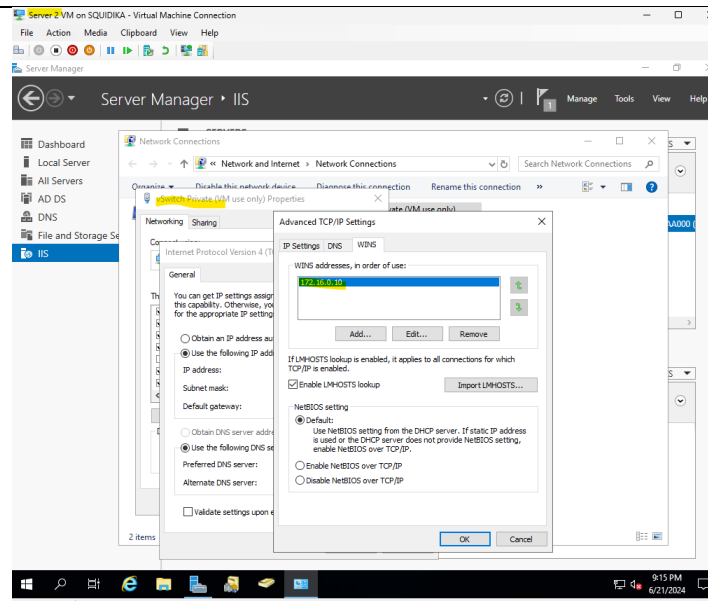 Server 2 VM on SQUIDIKA - Virtual Machine Connection
File Action Media Clipboard View Help
Server Manager
Server Manager • IIS
1
Manage Tools View Help
Dashboard
Local Server
All Servers
AD DS
DNS
File and Storage Se
IIS
Network Connections
« Network and Internet › Network Connections
Search Network Connections
Organize Disable this network device Diagnose this connection Rename this connection »
vSwitch Private (VM use only) Properties
Networking Sharing
Internet Protocol Version 4 (T
General
You can get IP settings assign
this capability. Otherwise, you
for the appropriate IP setting
Obtain an IP address au
Use the following IP addr
IP address:
Subnet mask:
Default gateway:
Obtain DNS server addre
Use the following DNS se
Preferred DNS server:
Alternate DNS server:
Validate settings upon e
2 items
Advanced TCP/IP Settings
IP Settings DNS WINS
WINS addresses, in order of use:
172.16.0.10
Add... Edit... Remove
If LMHOSTS lookup is enabled, it applies to all connections for which
TCP/IP is enabled.
Enable LMHOSTS lookup
Import LMHOSTS...
NetBIOS setting
Default:
Use NetBIOS setting from the DHCP server. If static IP address
is used or the DHCP server does not provide NetBIOS setting,
enable NetBIOS over TCP/IP.
Enable NetBIOS over TCP/IP
Disable NetBIOS over TCP/IP
OK Cancel
9:15 PM
6/21/2024